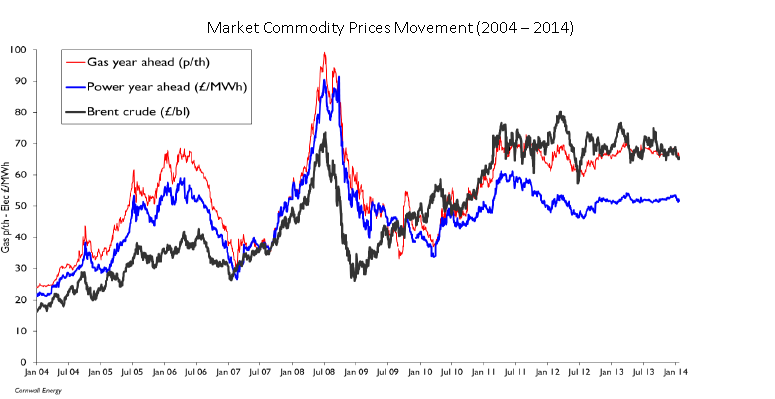 Market Commodity Prices Movement (2004 – 2014)
Gas year ahead (p/th)
Power year ahead (£/MWh)
Brent crude (£/bl)
Gas p/th - Elec £/MWh
100
90
80
70
60
50
40
30
20
10
0
Jan 04 Jul 04 Jan 05 Jul 05 Jan 06 Jul 06 Jan 07 Jul 07 Jan 08 Jul 08 Jan 09 Jul 09 Jan 10 Jul 10 Jan 11 Jul 11 Jan 12 Jul 12 Jan 13 Jul 13 Jan 14
Cornwall Energy